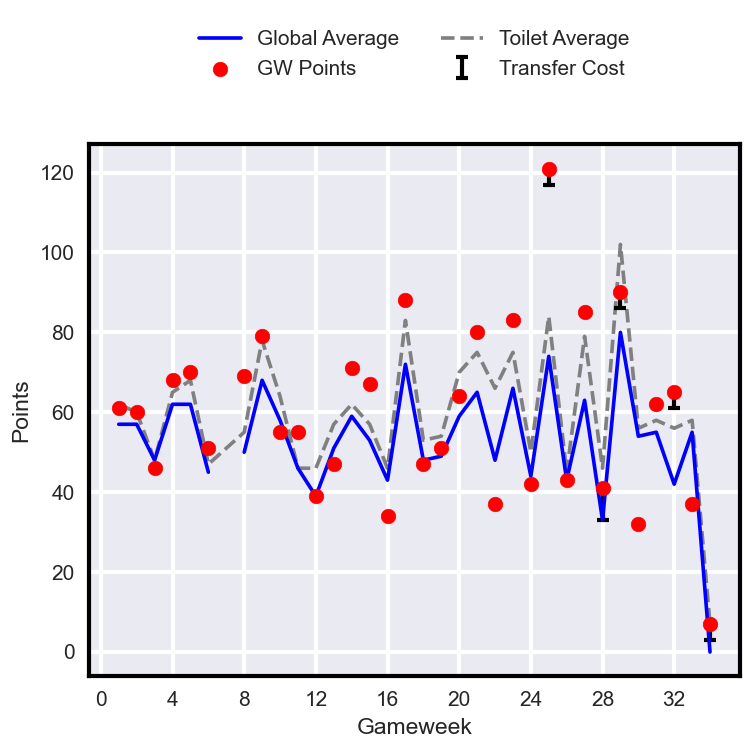 Global Average
Toilet Average
GW Points
Transfer Cost
120
100
80
60
40
20
0
Points
0 4 8 12 16 20 24 28 32
Gameweek